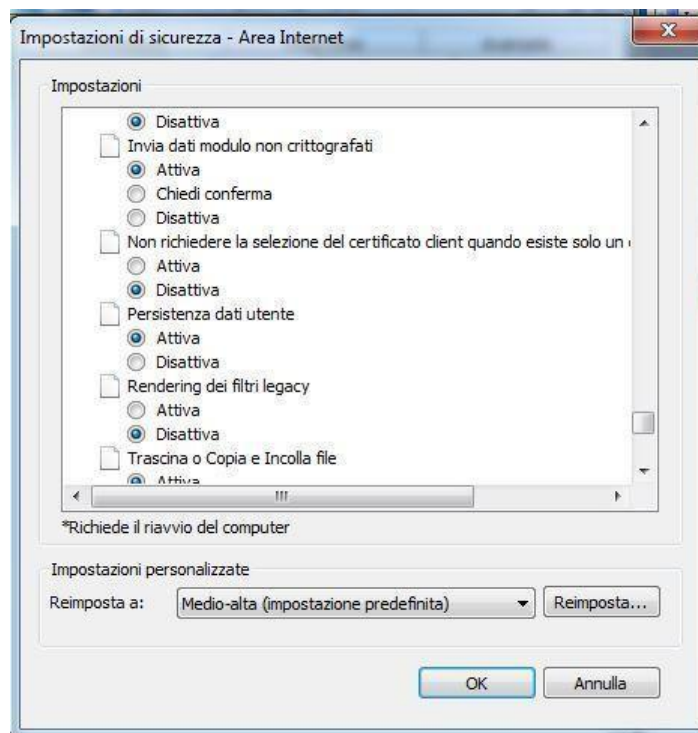 Impostazioni di sicurezza - Area Internet
Impostazioni
Disattiva
Invia dati modulo non crittografati
Attiva
Chiedi conferma
Disattiva
Non richiedere la selezione del certificato client quando esiste solo un
Attiva
Disattiva
Persistenza dati utente
Attiva
Disattiva
Rendering dei filtri legacy
Attiva
Disattiva
Trascina o Copia e Incolla file
Attiva
*Richiede il riavvio del computer
Impostazioni personalizzate
Reimposta a: Medio-alta (impostazione predefinita) Reimposta...
OK Annulla